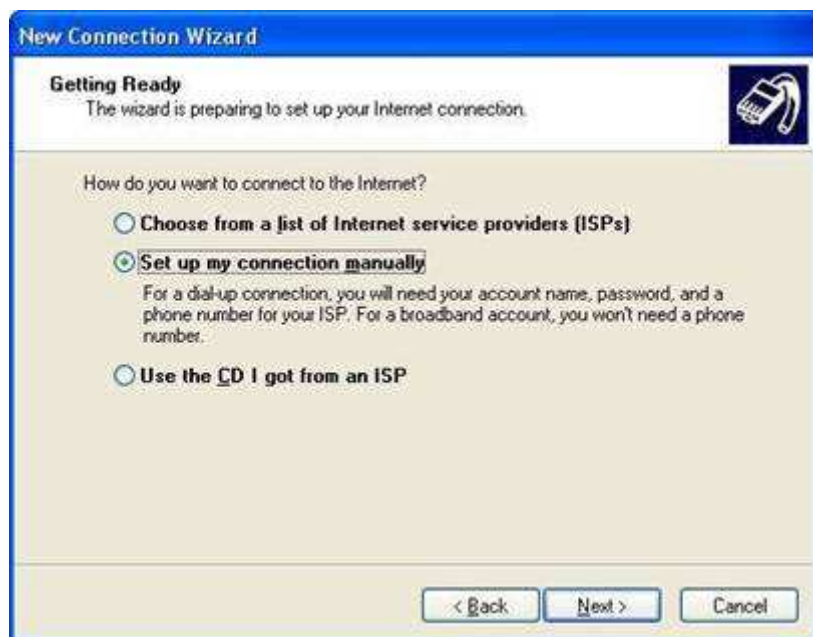 New Connection Wizard
Getting Ready
The wizard is preparing to set up your Internet connection.
How do you want to connect to the Internet?
Choose from a list of Internet service providers (ISPs)
Set up my connection manually
For a dial-up connection, you will need your account name, password, and a
phone number for your ISP. For a broadband account, you won't need a phone
number.
Use the CD I got from an ISP
< Back Next > Cancel